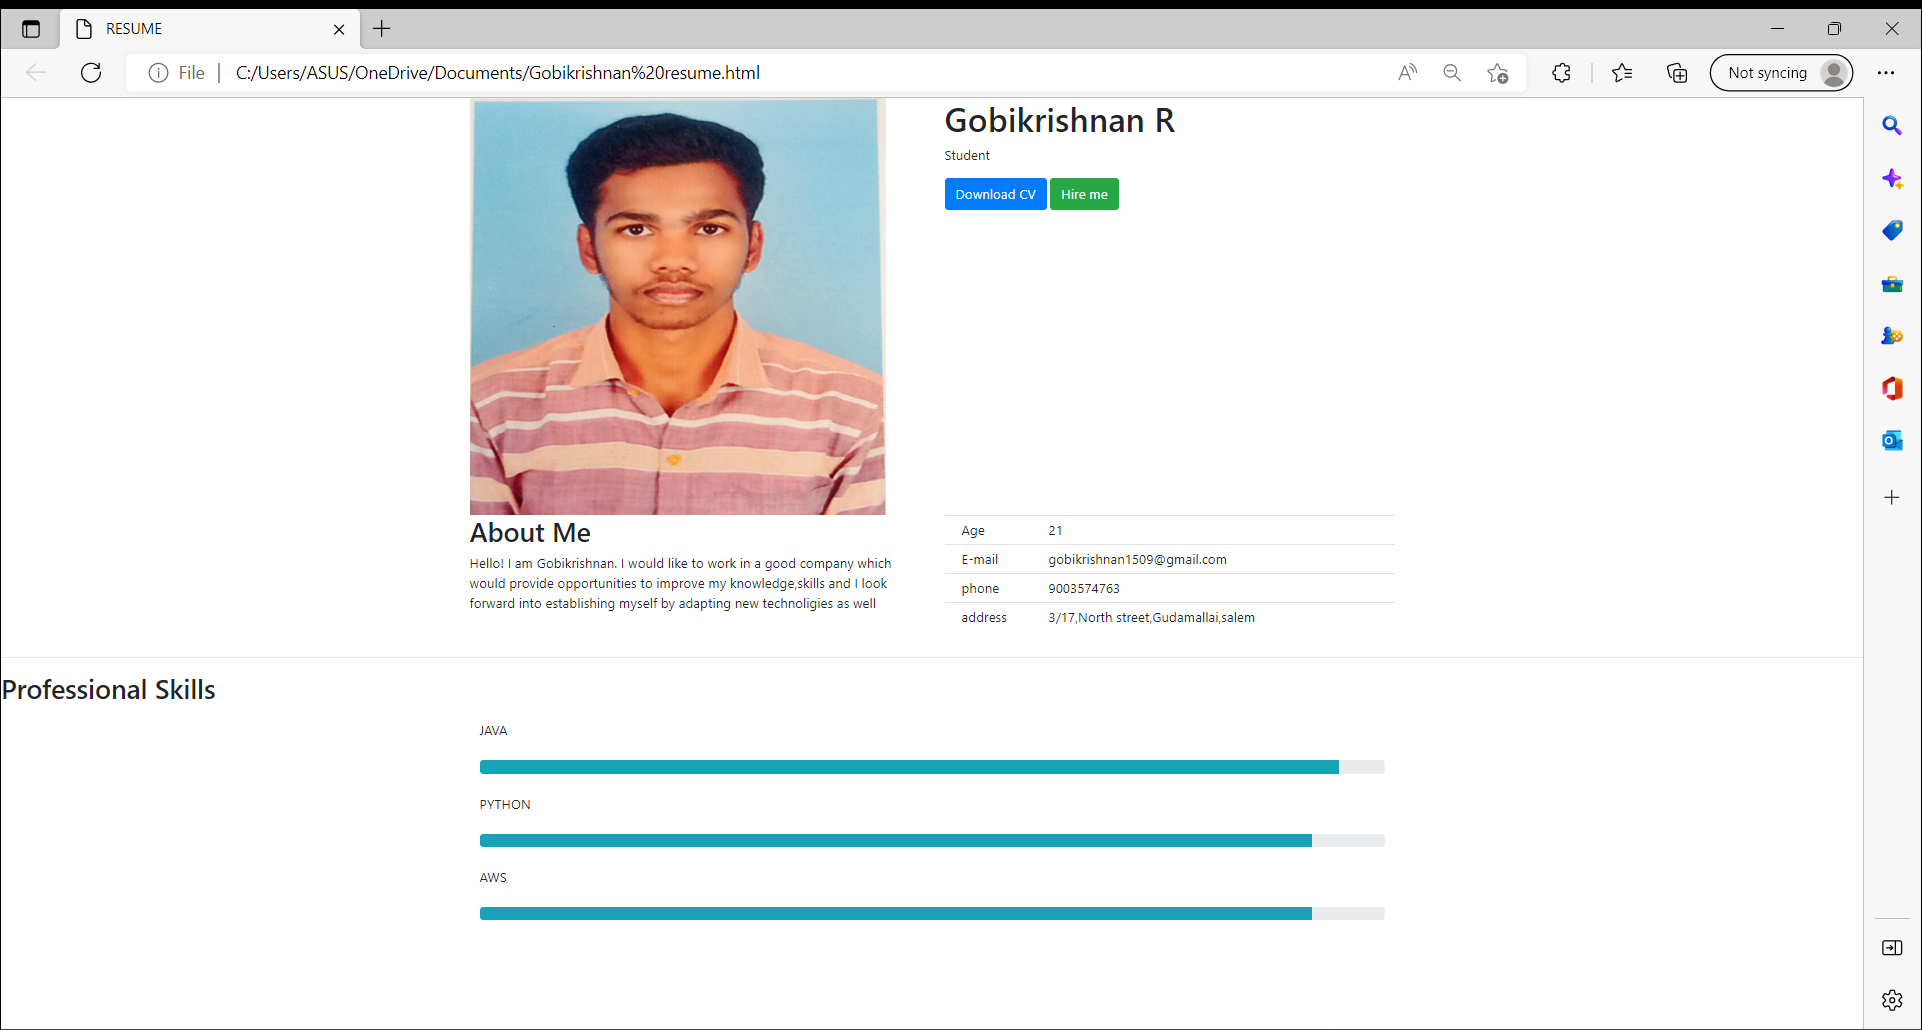 RESUME
File
C:/Users/ASUS/OneDrive/Documents/Gobikrishnan%20resume.html
Not syncing
Gobikrishnan R
Student
Download CV
Hire me
About Me
Hello! I am Gobikrishnan. I would like to work in a good company which
would provide opportunities to improve my knowledge,skills and I look
forward into establishing myself by adapting new technoligies as well
Age 21
E-mail gobikrishnan1509@gmail.com
phone 9003574763
address 3/17,North street,Gudamallai,salem
Professional Skills
JAVA
PYTHON
AWS